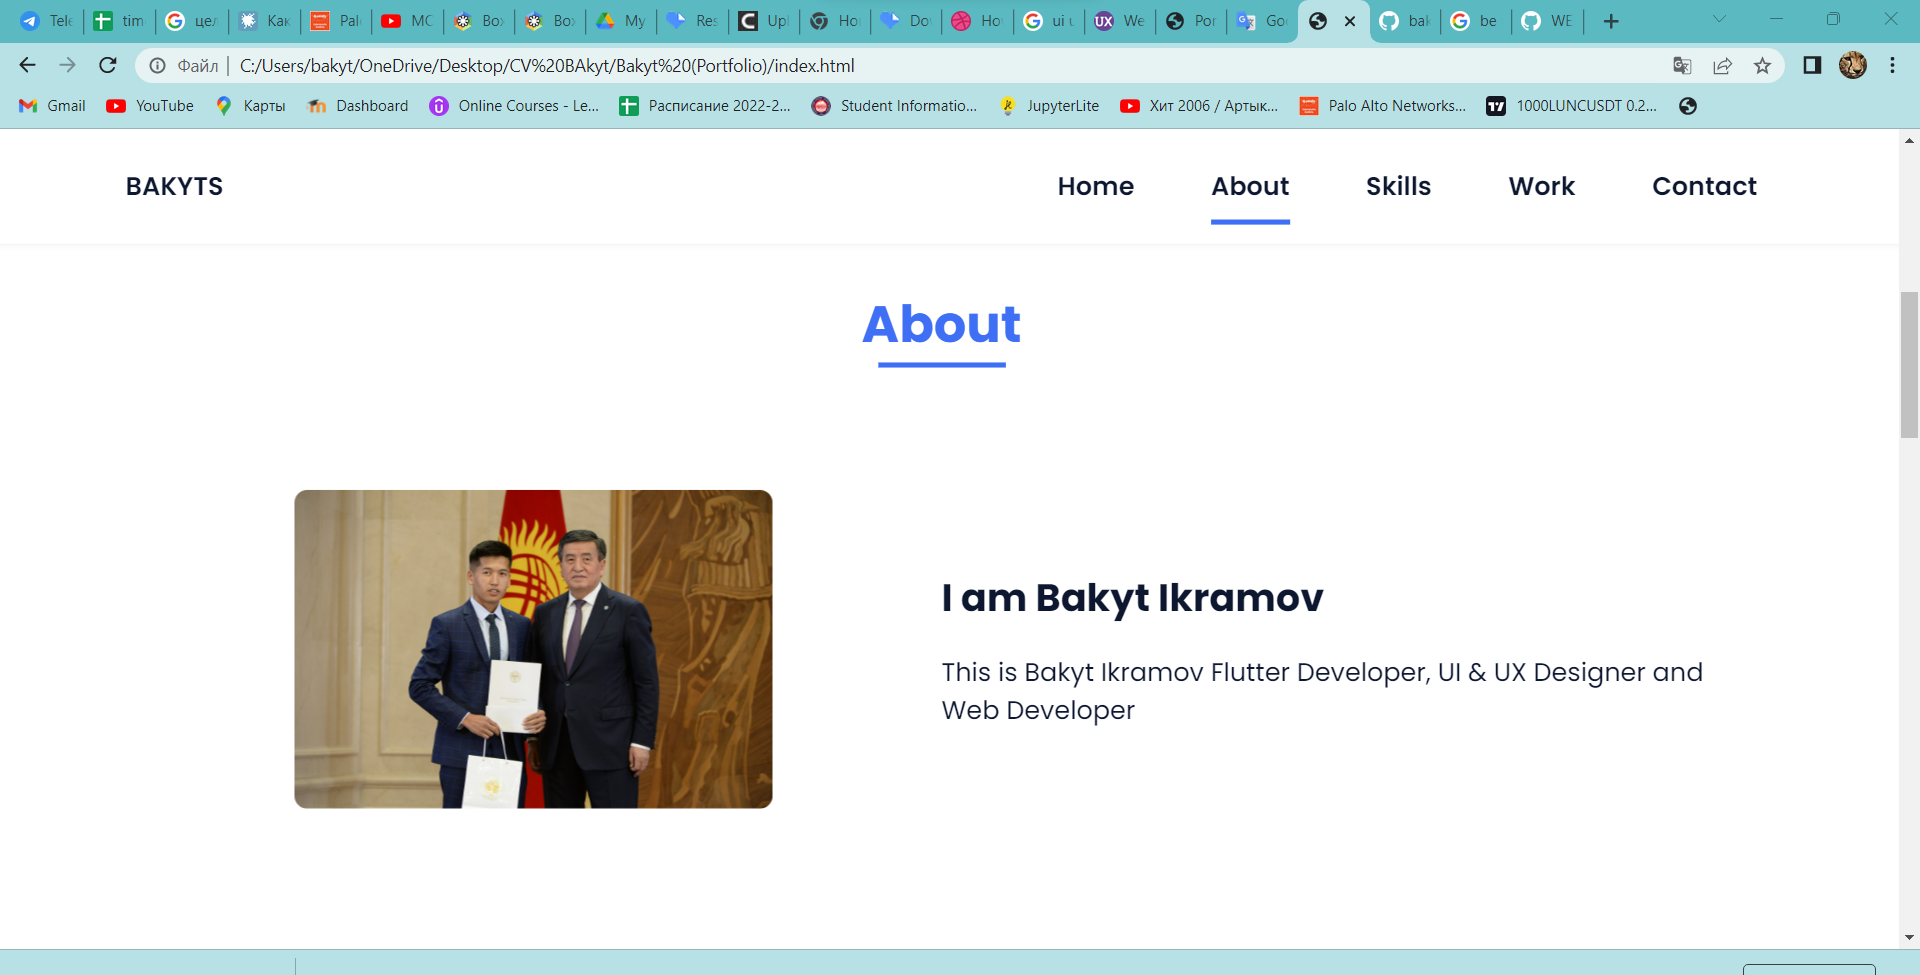 Tele
tim
цел
Как
Pal
MC
Box
Box
My
Res
Upl
Ho
Do
Ho
ui u
We
Por
Goo
bak
be
WE
Файл
C:/Users/bakyt/OneDrive/Desktop/CV%20BAkyt/Bakyt%20(Portfolio)/index.html
Gmail
YouTube
Карты
Dashboard
Online Courses - Le...
Расписание 2022-2...
Student Informatio...
JupyterLite
Хит 2006 / Артык...
Palo Alto Networks...
1000LUNCUSDT 0.2...
BAKYTS
Home
About
Skills
Work
Contact
About
I am Bakyt Ikramov
This is Bakyt Ikramov Flutter Developer, UI & UX Designer and
Web Developer